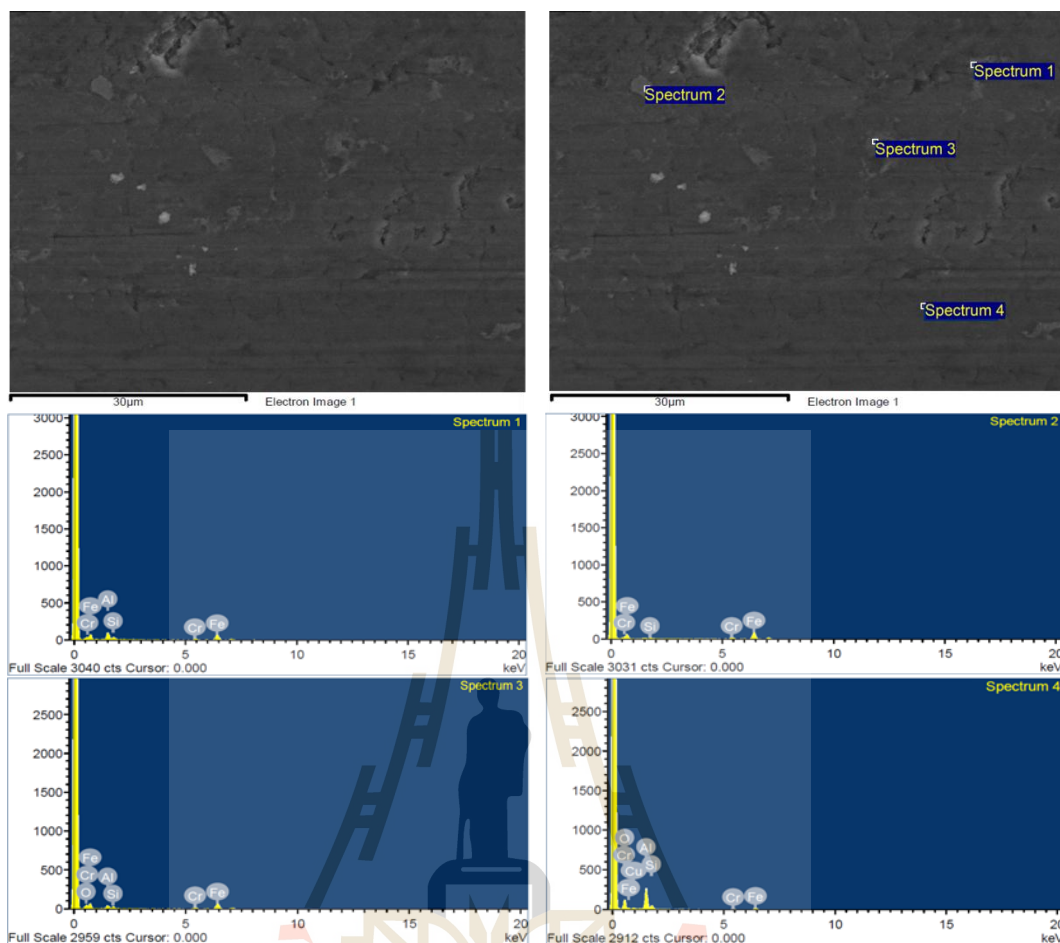 Spectrum 1
Spectrum 2
Spectrum 3
Spectrum 4
30µm Electron Image 1
30µm Electron Image 1
Spectrum 1
3000
2500
2000
1500
1000
500
0
Fe Al
Cr Si Cr Fe
0 5 10 15 20
Full Scale 3040 cts Cursor: 0.000 keV
Spectrum 2
3000
2500
2000
1500
1000
500
0
Fe
Cr Si Cr Fe
0 5 10 15 20
Full Scale 3031 cts Cursor: 0.000 keV
Spectrum 3
2500
2000
1500
1000
500
0
Fe
Cr Al
O Si Cr Fe
0 5 10 15 20
Full Scale 2959 cts Cursor: 0.000 keV
Spectrum 4
2500
2000
1500
1000
500
0
O
Cr Al
Cu Si
Fe Cr Fe
0 5 10 15 20
Full Scale 2912 cts Cursor: 0.000 keV